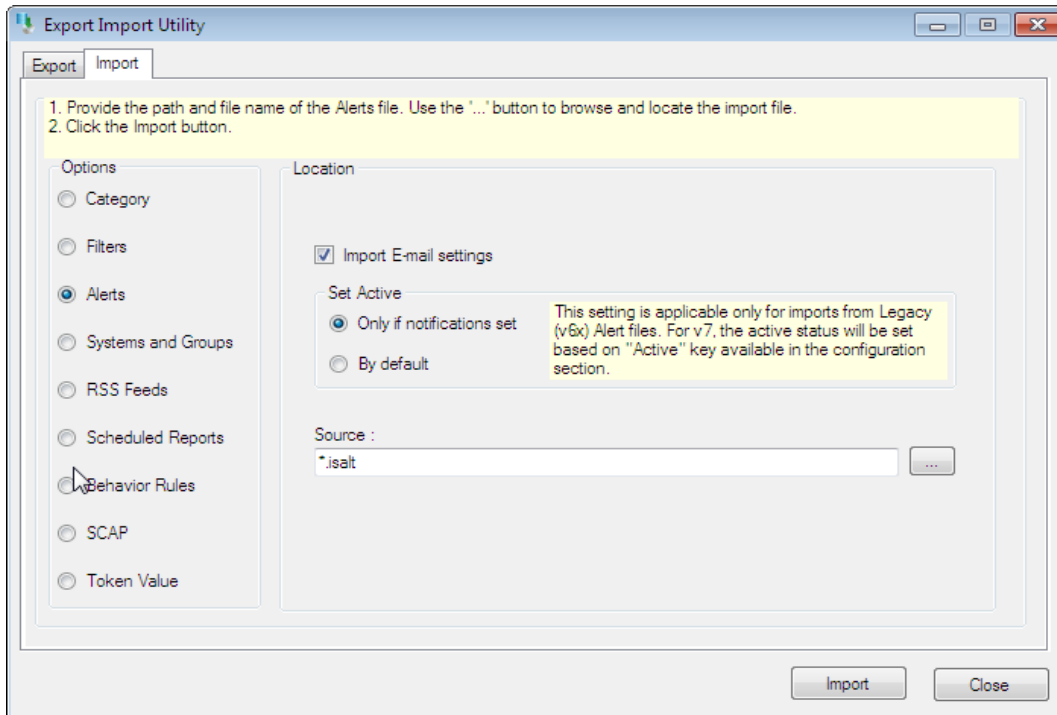 Export Import Utility
Export
Import
1. Provide the path and file name of the Alerts file. Use the '...' button to browse and locate the import file.
2. Click the Import button.
Options
Category
Filters
Alerts
Systems and Groups
RSS Feeds
Scheduled Reports
Behavior Rules
SCAP
Token Value
Location
Import E-mail settings
Set Active
Only if notifications set
By default
This setting is applicable only for imports from Legacy
(v6x) Alert files. For v7, the active status will be set
based on "Active" key available in the configuration
section.
Source :
*.isalt
...
Import
Close